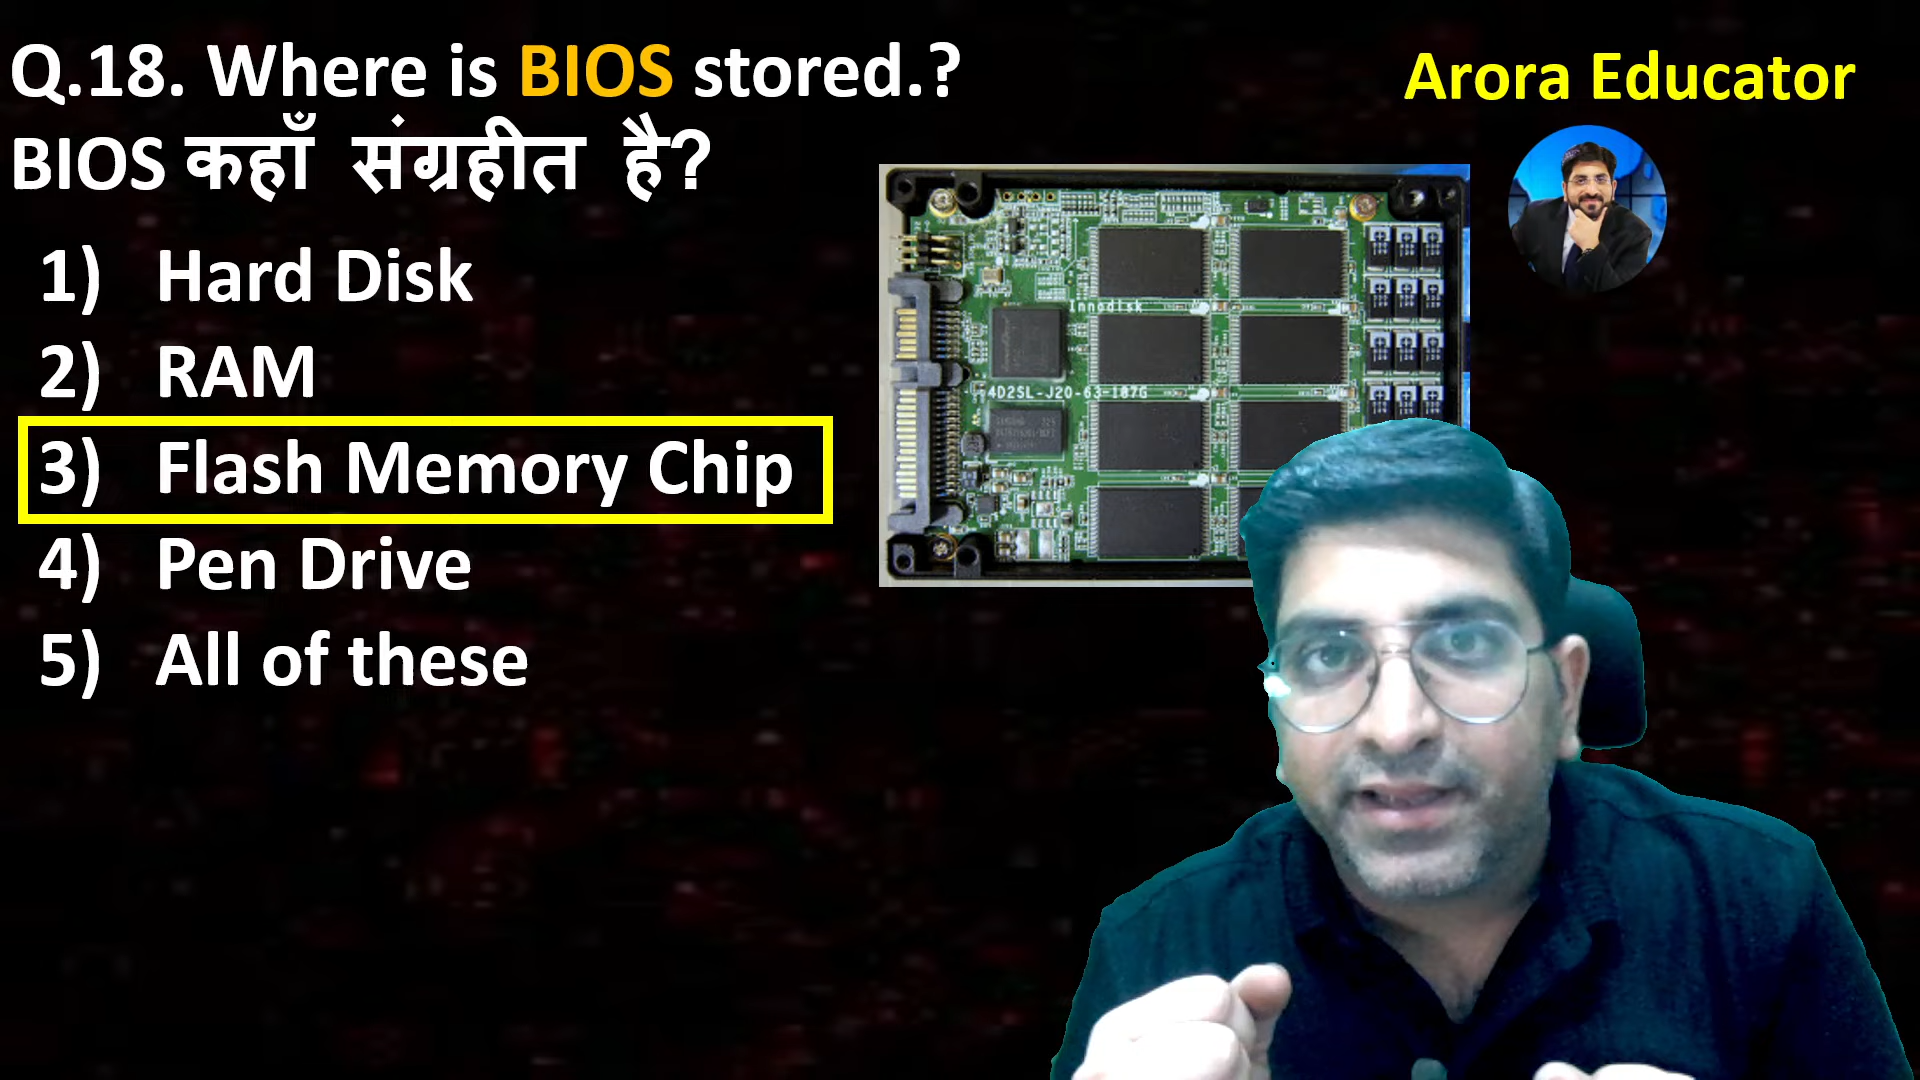 Q.18. Where is BIOS stored.?
Arora Educator
BIOS कहाँ संग्रहीत है?
1) Hard Disk
2) RAM
3) Flash Memory Chip
4) Pen Drive
5) All of these
Innodisk
4D2SL-J20-63-187G